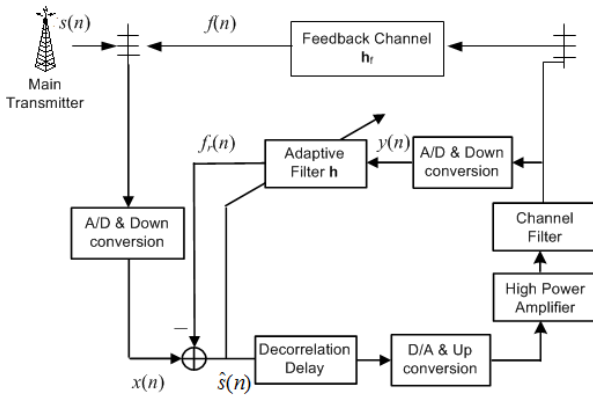 s(n)
f(n)
Feedback Channel
h_f
Main
Transmitter
f_r(n)
Adaptive
Filter h
y(n)
A/D & Down
conversion
A/D & Down
conversion
Channel
Filter
High Power
Amplifier
−
x(n)
ŝ(n)
Decorrelation
Delay
D/A & Up
conversion